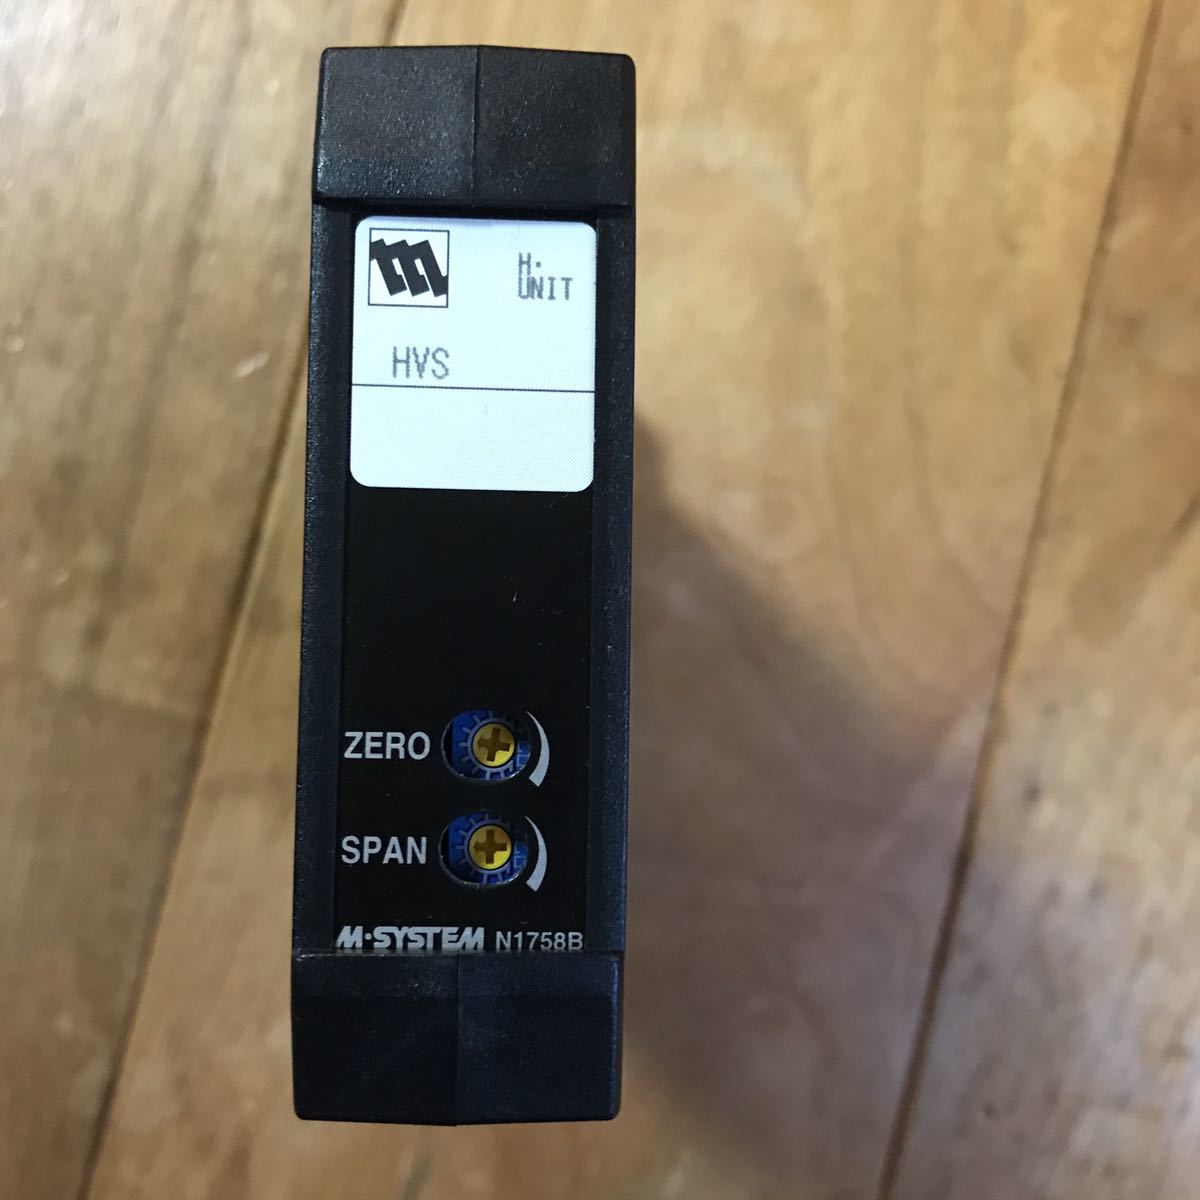 H・
UNIT
HVS
ZERO
SPAN
M·SYSTEM N1758B